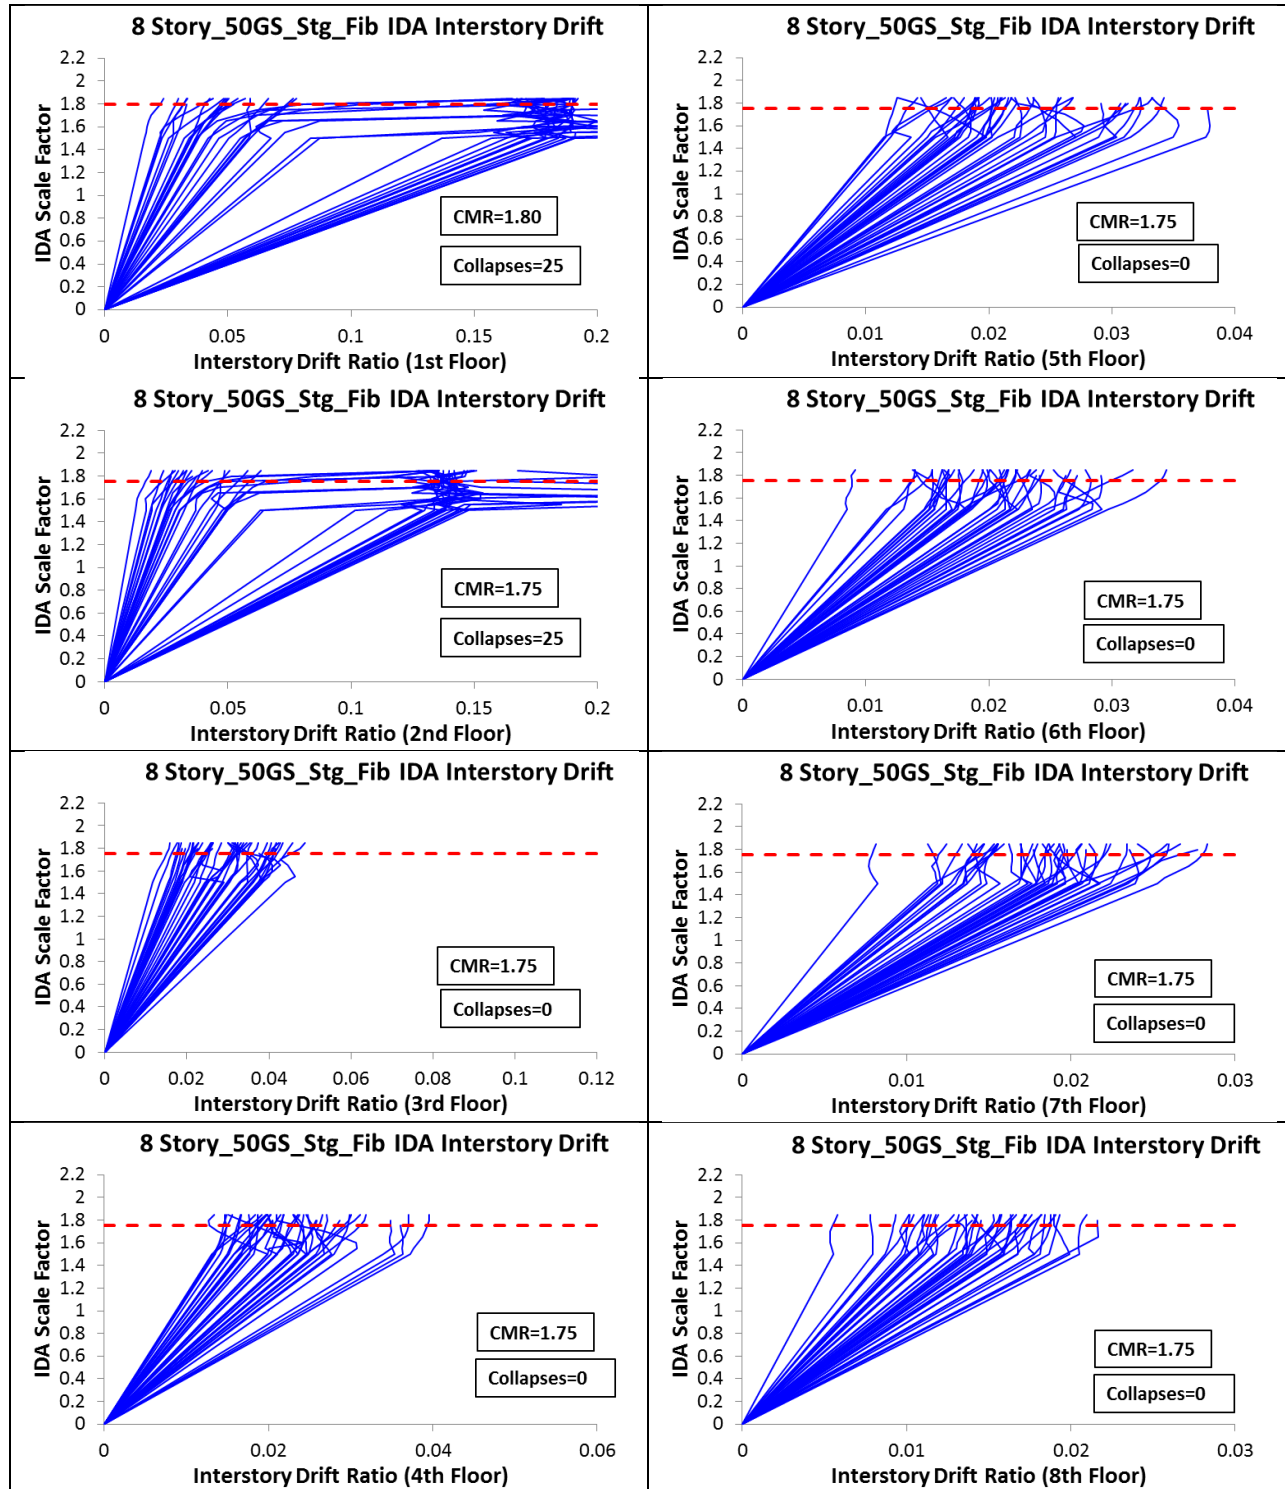 8 Story_50GS_Stg_Fib IDA Interstory Drift
IDA Scale Factor
2.2
2
1.8
1.6
1.4
1.2
1
0.8
0.6
0.4
0.2
0
CMR=1.80
Collapses=25
0 0.05 0.1 0.15 0.2
Interstory Drift Ratio (1st Floor)
8 Story_50GS_Stg_Fib IDA Interstory Drift
IDA Scale Factor
2.2
2
1.8
1.6
1.4
1.2
1
0.8
0.6
0.4
0.2
0
CMR=1.75
Collapses=0
0 0.01 0.02 0.03 0.04
Interstory Drift Ratio (5th Floor)
8 Story_50GS_Stg_Fib IDA Interstory Drift
IDA Scale Factor
2.2
2
1.8
1.6
1.4
1.2
1
0.8
0.6
0.4
0.2
0
CMR=1.75
Collapses=25
0 0.05 0.1 0.15 0.2
Interstory Drift Ratio (2nd Floor)
8 Story_50GS_Stg_Fib IDA Interstory Drift
IDA Scale Factor
2.2
2
1.8
1.6
1.4
1.2
1
0.8
0.6
0.4
0.2
0
CMR=1.75
Collapses=0
0 0.01 0.02 0.03 0.04
Interstory Drift Ratio (6th Floor)
8 Story_50GS_Stg_Fib IDA Interstory Drift
IDA Scale Factor
2.2
2
1.8
1.6
1.4
1.2
1
0.8
0.6
0.4
0.2
0
CMR=1.75
Collapses=0
0 0.02 0.04 0.06 0.08 0.1 0.12
Interstory Drift Ratio (3rd Floor)
8 Story_50GS_Stg_Fib IDA Interstory Drift
IDA Scale Factor
2.2
2
1.8
1.6
1.4
1.2
1
0.8
0.6
0.4
0.2
0
CMR=1.75
Collapses=0
0 0.01 0.02 0.03
Interstory Drift Ratio (7th Floor)
8 Story_50GS_Stg_Fib IDA Interstory Drift
IDA Scale Factor
2.2
2
1.8
1.6
1.4
1.2
1
0.8
0.6
0.4
0.2
0
CMR=1.75
Collapses=0
0 0.02 0.04 0.06
Interstory Drift Ratio (4th Floor)
8 Story_50GS_Stg_Fib IDA Interstory Drift
IDA Scale Factor
2.2
2
1.8
1.6
1.4
1.2
1
0.8
0.6
0.4
0.2
0
CMR=1.75
Collapses=0
0 0.01 0.02 0.03
Interstory Drift Ratio (8th Floor)